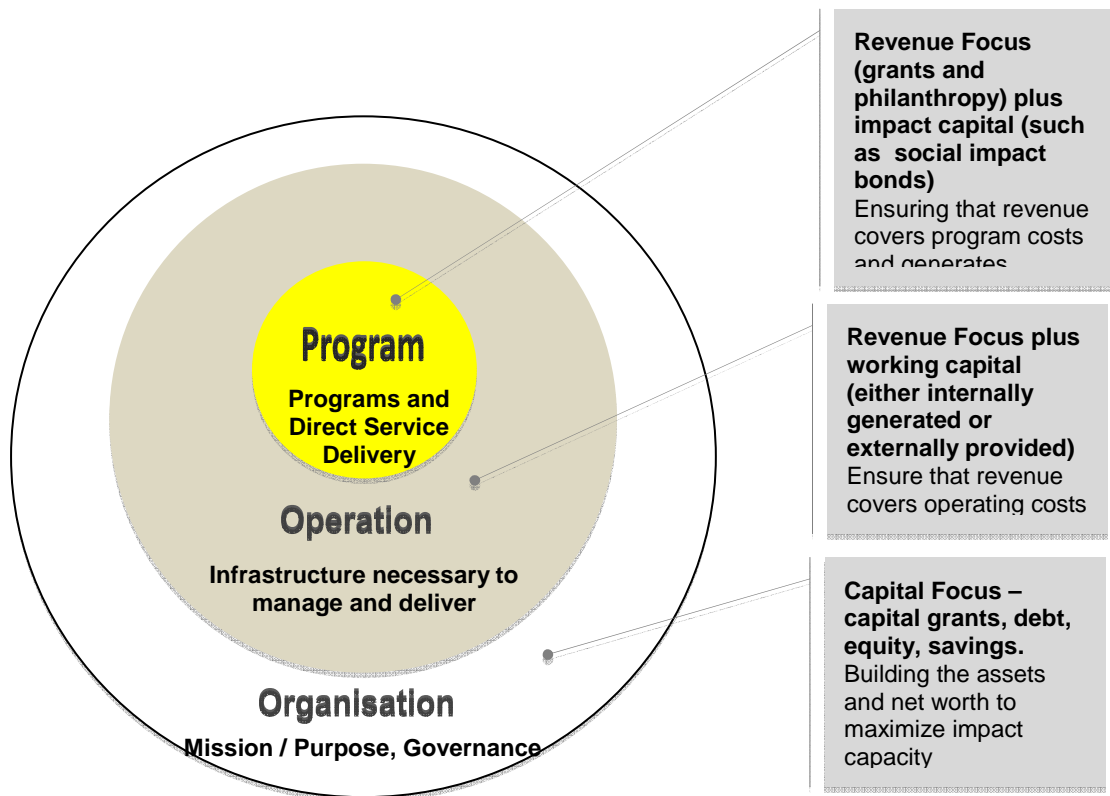 Revenue Focus
(grants and
philanthropy) plus
impact capital (such
as social impact
bonds)
Ensuring that revenue
covers program costs
and generates
Program
Programs and
Direct Service
Delivery
Revenue Focus plus
working capital
(either internally
generated or
externally provided)
Ensure that revenue
covers operating costs
Operation
Infrastructure necessary to
manage and deliver
Capital Focus –
capital grants, debt,
equity, savings.
Building the assets
and net worth to
maximize impact
capacity
Organisation
Mission / Purpose, Governance